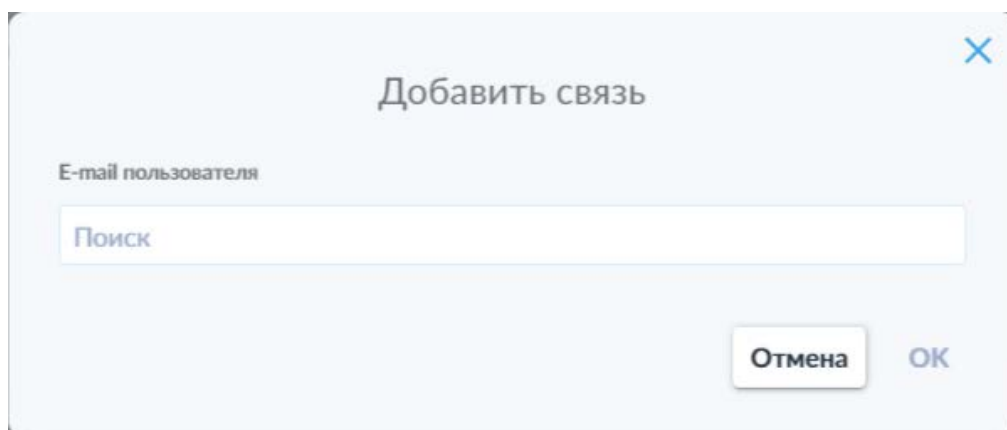 Добавить связь
E-mail пользователя
Поиск
Отмена OK